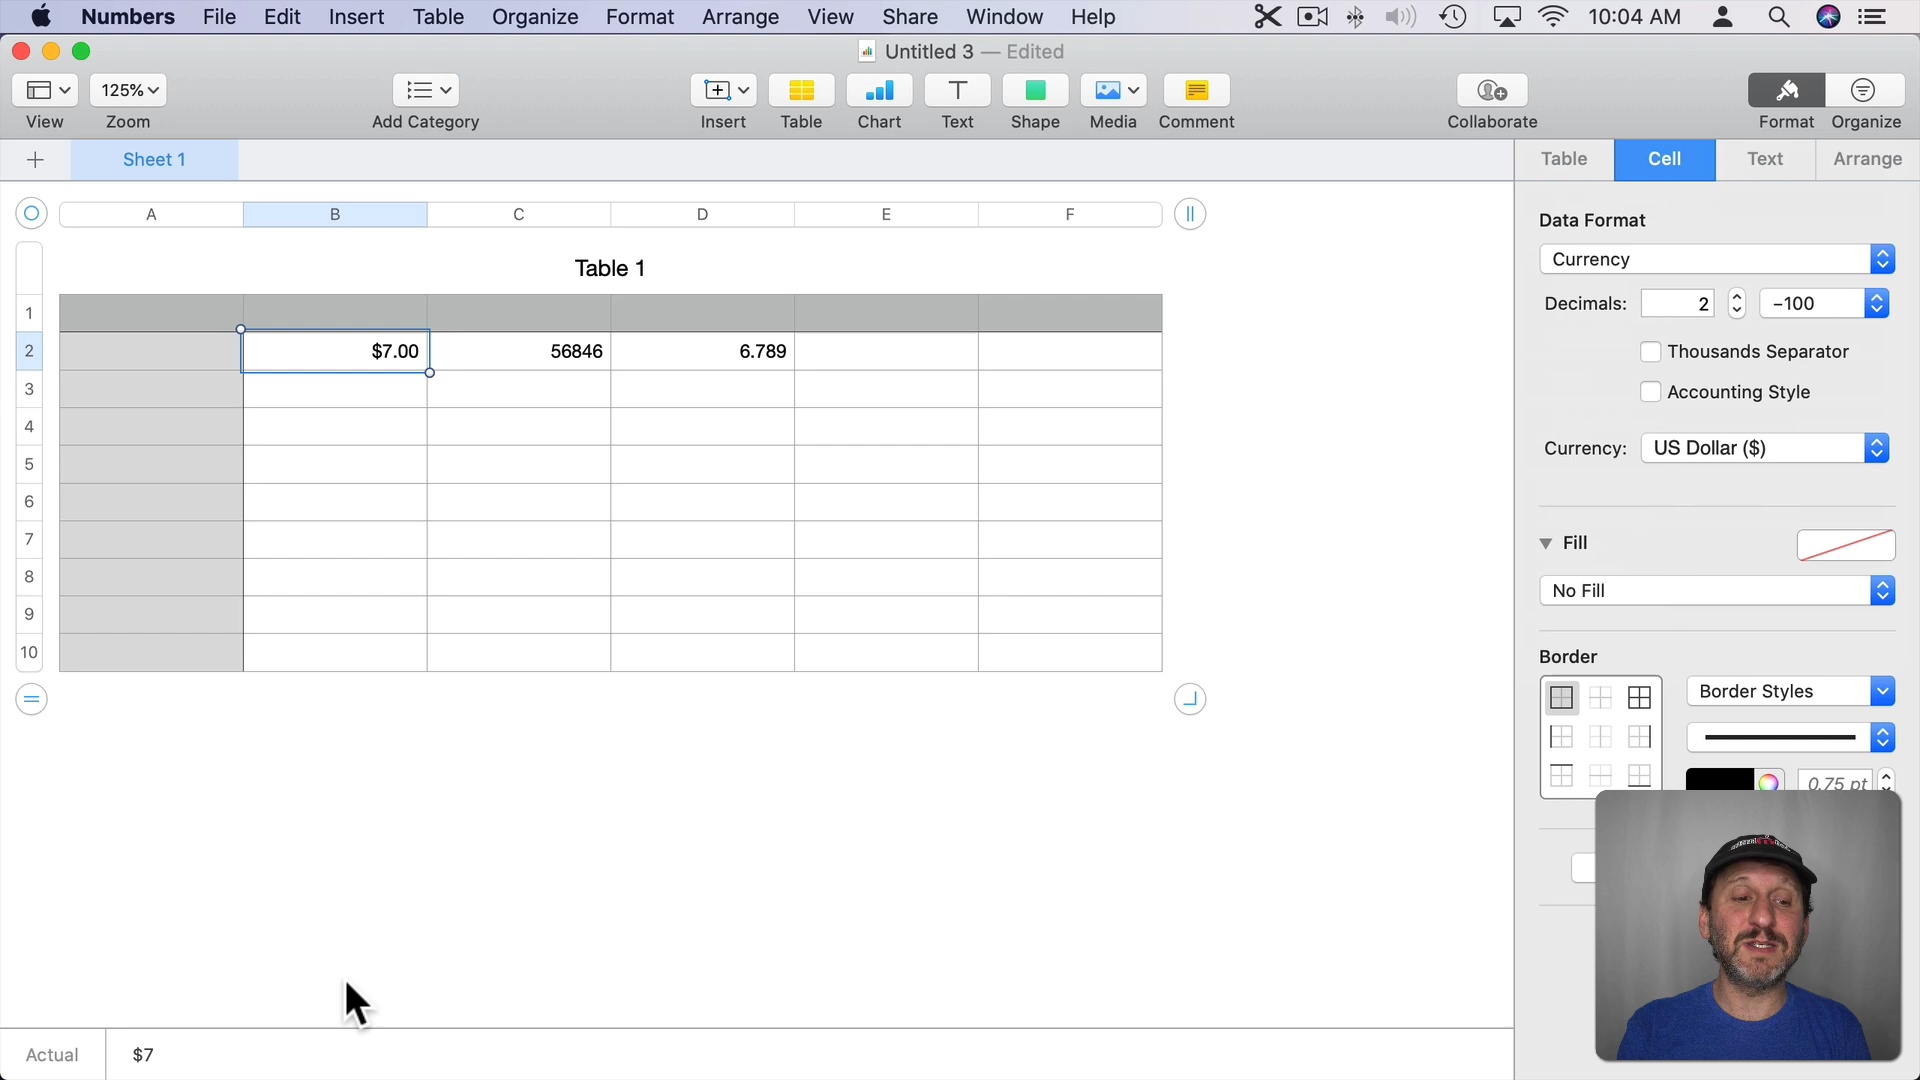 Numbers File Edit Insert Table Organize Format Arrange View Share Window Help 10:04 AM
Untitled 3 — Edited
125%
View Zoom Add Category Insert Table Chart Text Shape Media Comment Collaborate Format Organize
Sheet 1
Table Cell Text Arrange
A B C D E F
Table 1
1
2 $7.00 56846 6.789
3
4
5
6
7
8
9
10
Data Format
Currency
Decimals: 2 −100
Thousands Separator
Accounting Style
Currency: US Dollar ($)
Fill
No Fill
Border
Border Styles
0.75 pt
Actual $7